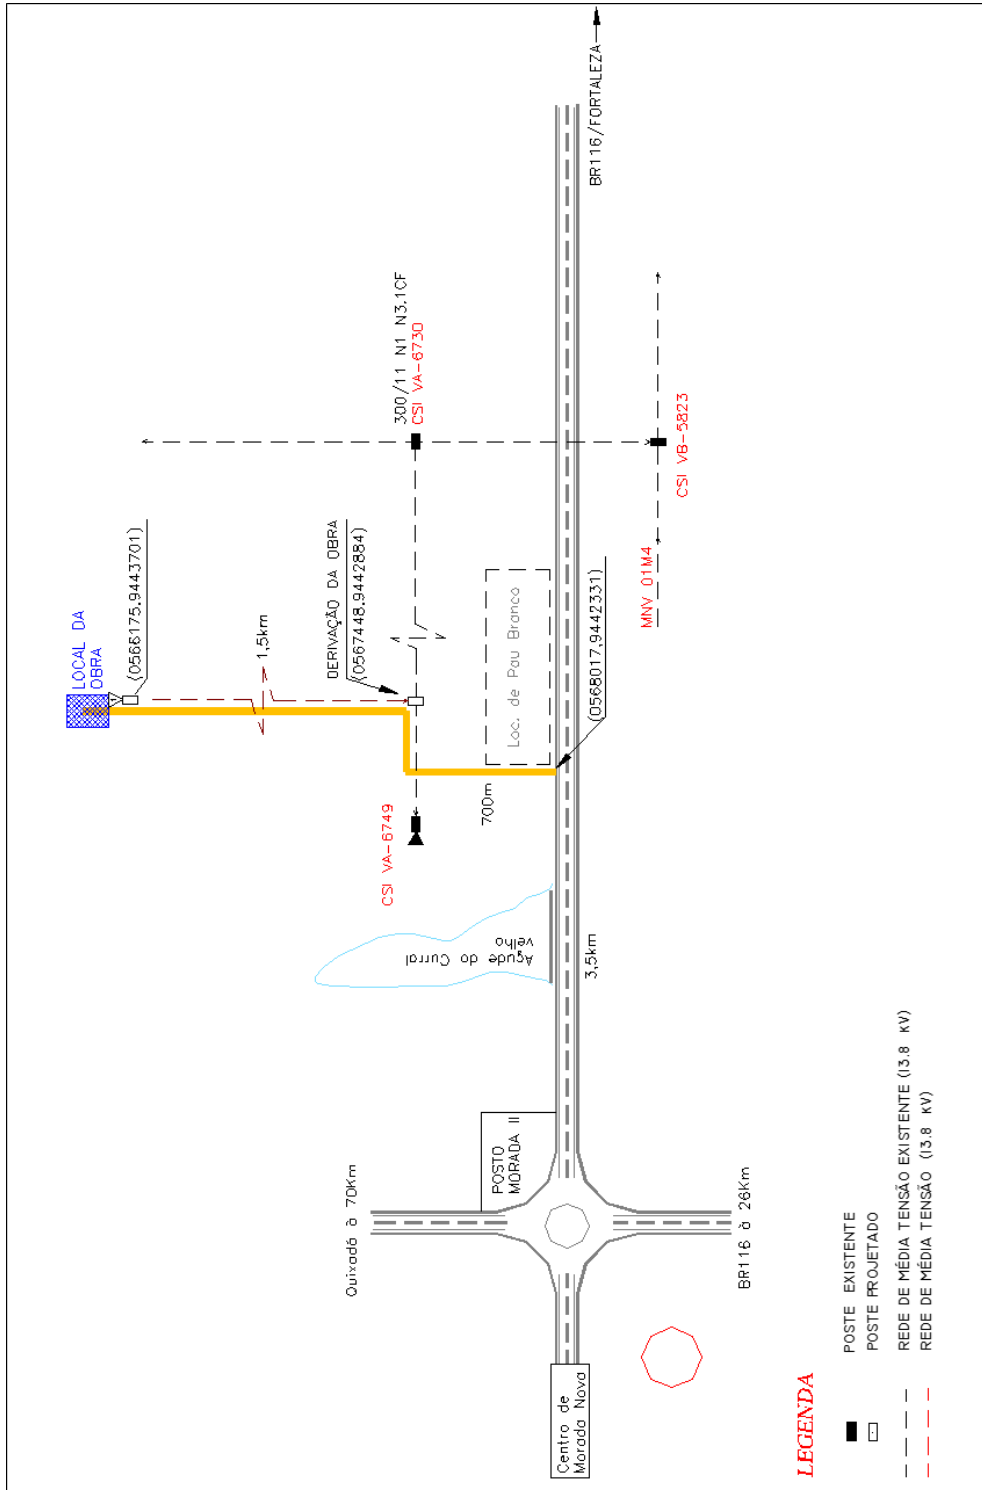 LOCAL DA
OBRA
(0566175.9443701)
1,5km
DERIVAÇÃO DA OBRA
(0567448.9442884)
300/11 N1 N3.1CF
CSI VA-6730
CSI VA-6749
700m
Loc. de Pau Branco
(0568017,9442331)
BR116/FORTALEZA
MNV 01M4
CSI VB-5823
Açude do Curral
velho
3,5km
POSTO
MORADA II
Quixadá à 70Km
BR116 à 26Km
Centro de
Morada Nova
LEGENDA
POSTE EXISTENTE
POSTE PROJETADO
REDE DE MÉDIA TENSÃO EXISTENTE (13.8 KV)
REDE DE MÉDIA TENSÃO (13.8 KV)